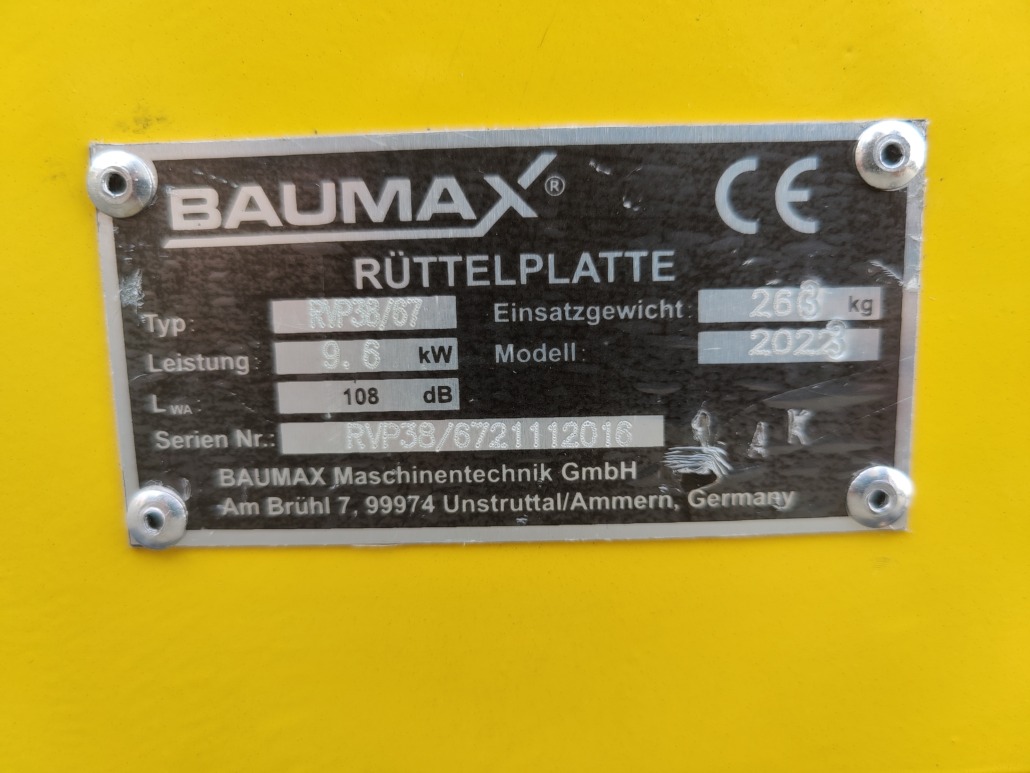 BAUMAX® CE
RÜTTELPLATTE
Typ: RVP38/67 Einsatzgewicht: kg
Leistung: 9.6 kW Modell:
LWA: 108 dB
Serien Nr.: RVP38/6721112016 A K
BAUMAX Maschinentechnik GmbH
Am Brühl 7, 99974 Unstruttal/Ammern, Germany